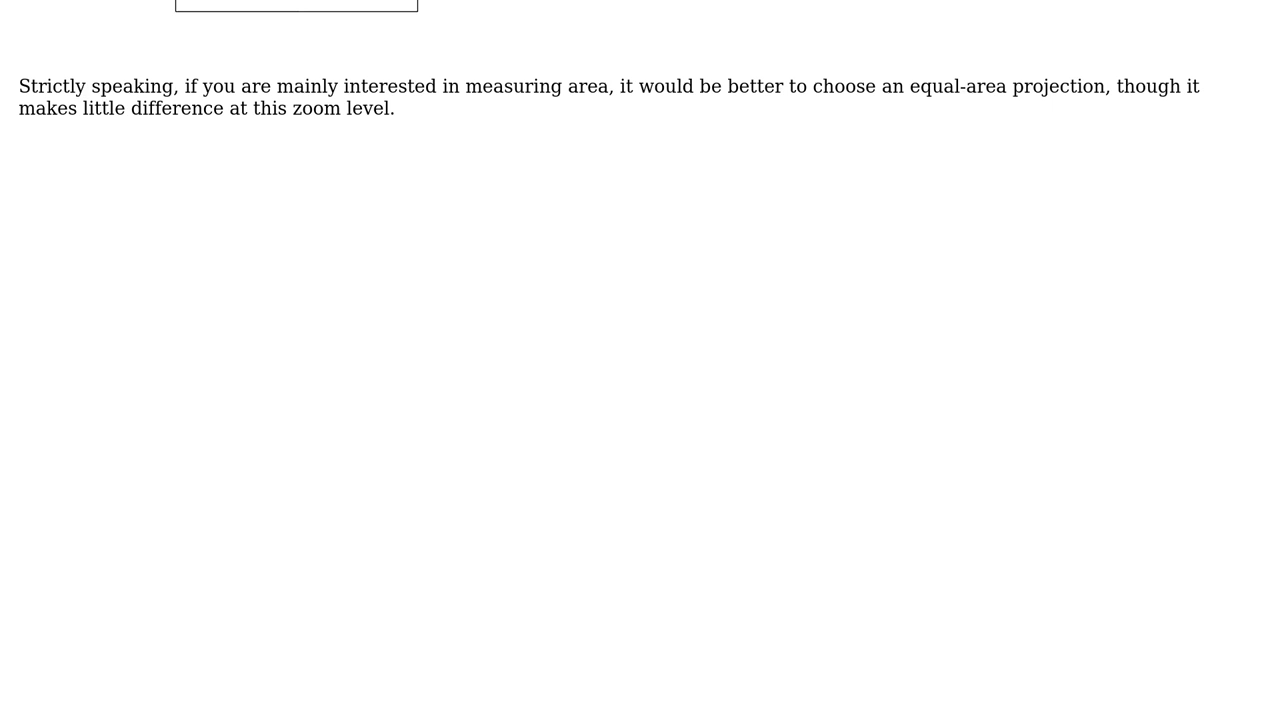 Strictly speaking, if you are mainly interested in measuring area, it would be better to choose an equal-area projection, though it
makes little difference at this zoom level.